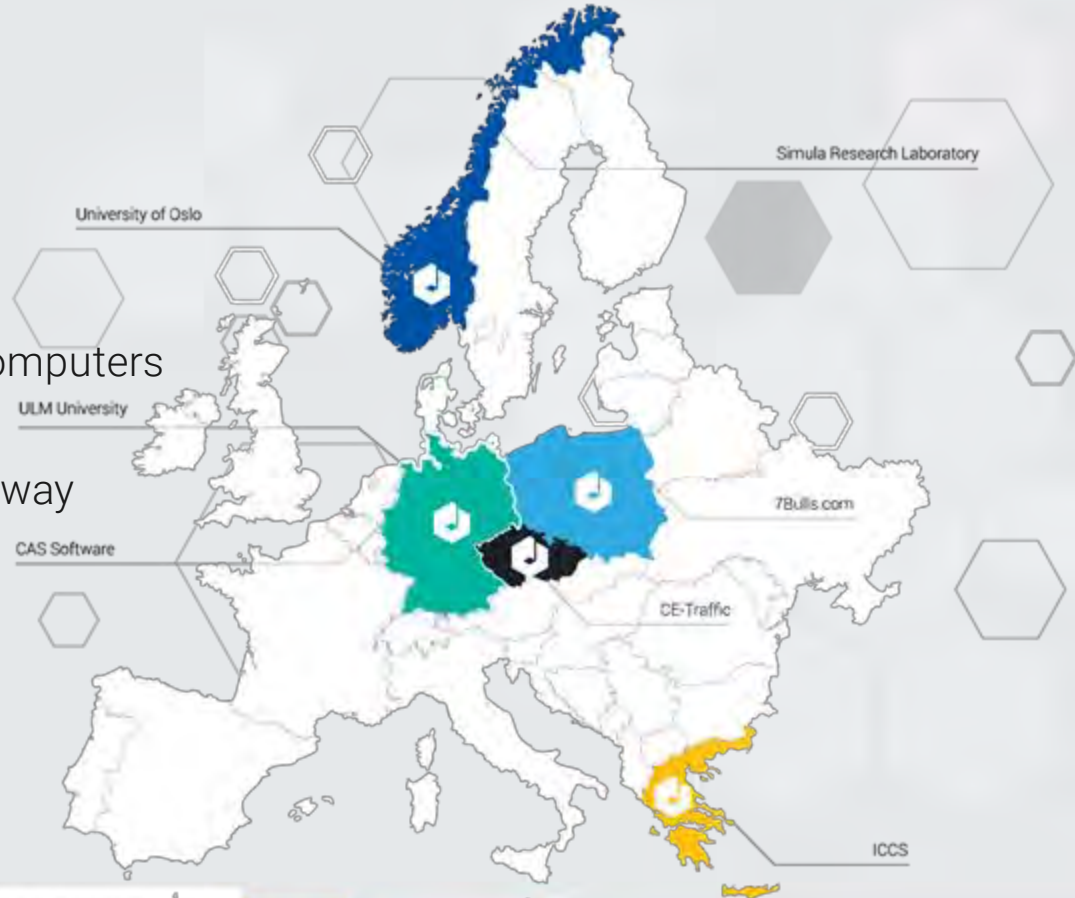 Simula Research Laboratory
University of Oslo
omputers
ULM University
way
7Bulls.com
CAS Software
CE-Traffic
ICCS